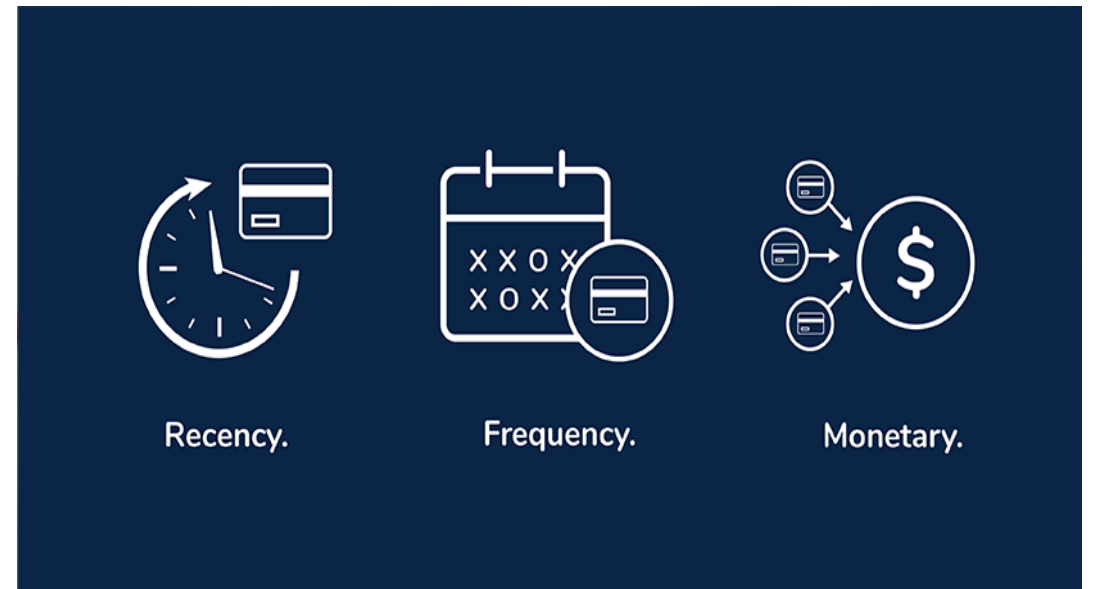 X X O X
X O X X
$
Recency.
Frequency.
Monetary.